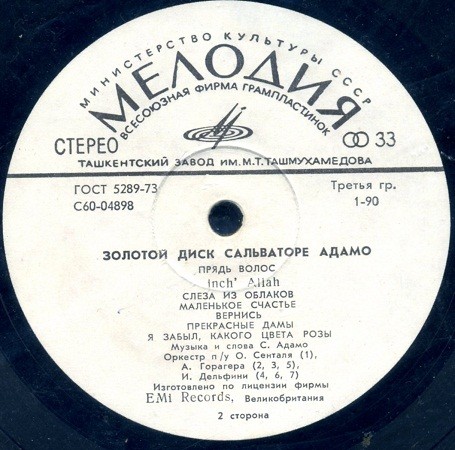 МИНИСТЕРСТВО КУЛЬТУРЫ СССР
МЕЛОДИЯ
ВСЕСОЮЗНАЯ ФИРМА ГРАМПЛАСТИНОК
СТЕРЕО 33
ТАШКЕНТСКИЙ ЗАВОД ИМ. М. Т. ТАШМУХАМЕДОВА
ГОСТ 5289-73 Третья гр.
С60-04898 1-90
ЗОЛОТОЙ ДИСК САЛЬВАТОРЕ АДАМО
ПРЯДЬ ВОЛОС
inch' Allah
СЛЕЗА ИЗ ОБЛАКОВ
МАЛЕНЬКОЕ СЧАСТЬЕ
ВЕРНИСЬ
ПРЕКРАСНЫЕ ДАМЫ
Я ЗАБЫЛ, КАКОГО ЦВЕТА РОЗЫ
Музыка и слова С. Адамо
Оркестр п/у О. Сенталя (1),
А. Горагера (2, 3, 5),
И. Дельфини (4, 6, 7)
Изготовлено по лицензии фирмы
EMi Records, Великобритания
2 сторона